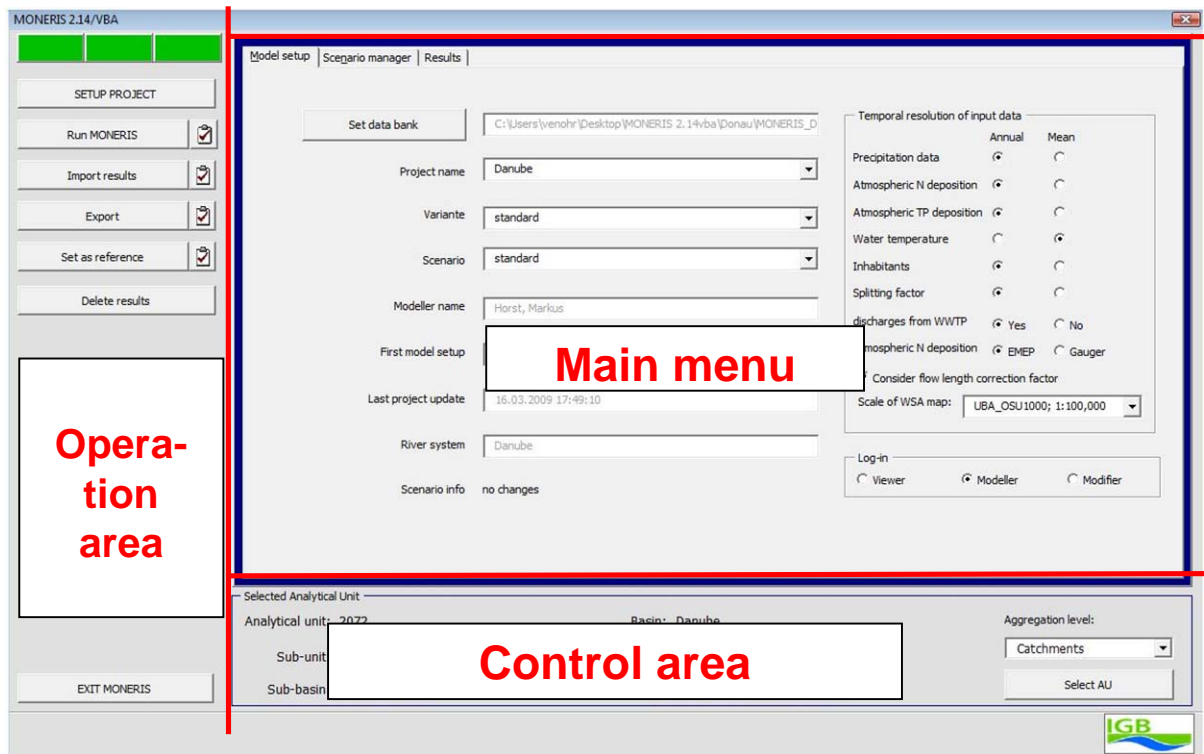 MONERIS 2.14/VBA
SETUP PROJECT
Run MONERIS
Import results
Export
Set as reference
Delete results
Opera-
tion
area
EXIT MONERIS
Model setup Scenario manager Results
Set data bank C:\Users\venohr\Desktop\MONERIS 2.14vba\Donau\MONERIS_D
Project name Danube
Variante standard
Scenario standard
Modeller name Horst, Markus
First model setup
Main menu
Last project update 16.03.2009 17:49:10
River system Danube
Scenario info no changes
Temporal resolution of input data
Annual Mean
Precipitation data
Atmospheric N deposition
Atmospheric TP deposition
Water temperature
Inhabitants
Splitting factor
discharges from WWTP Yes No
mospheric N deposition EMEP Gauger
Consider flow length correction factor
Scale of WSA map: UBA_OSU1000; 1:100,000
Log-in
Viewer Modeller Modifier
Selected Analytical Unit
Analytical unit: 2072 Basin: Danube
Sub-unit
Sub-basin
Control area
Aggregation level:
Catchments
Select AU
IGB